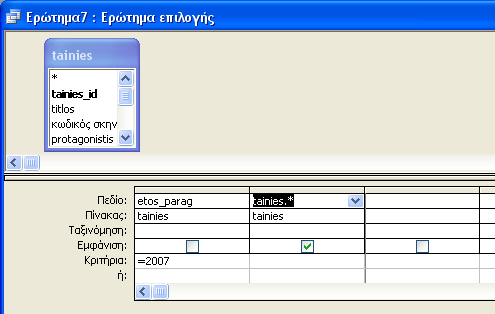 Ερώτημα7 : Ερώτημα επιλογής
tainies
*
tainies_id
titlos
κωδικός σκην
protagonistis
Πεδίο: etos_parag tainies.*
Πίνακας: tainies tainies
Ταξινόμηση:
Εμφάνιση:
Κριτήρια: =2007
ή: